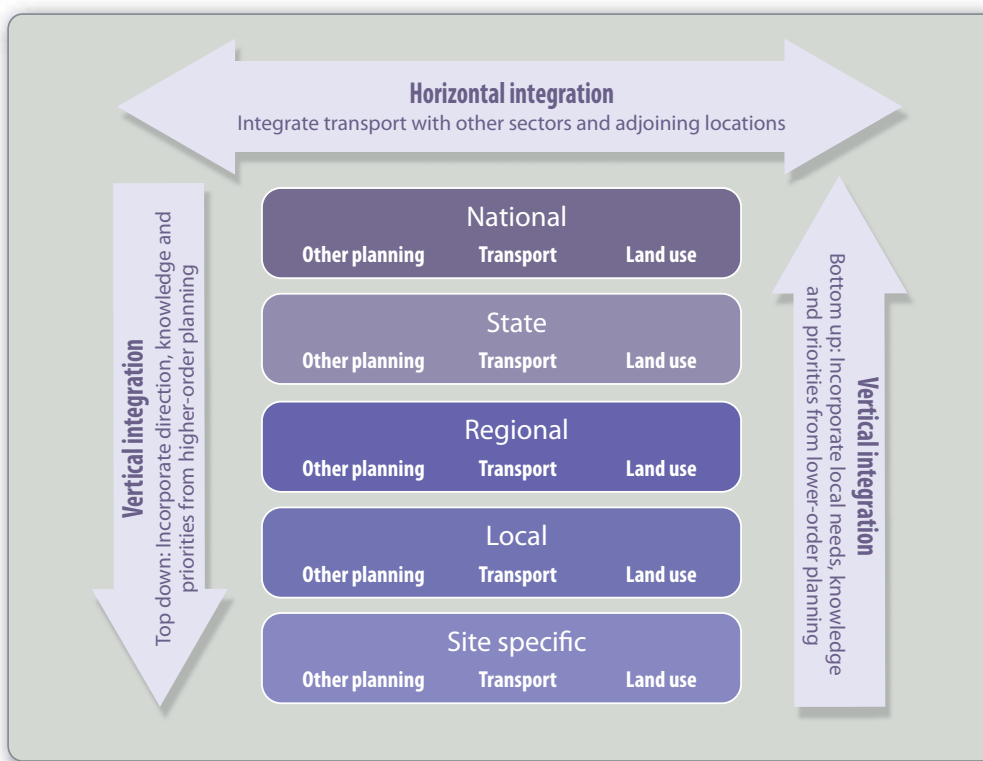 Horizontal integration
Integrate transport with other sectors and adjoining locations
Vertical integration
Top down: Incorporate direction, knowledge and
priorities from higher-order planning
National
Other planning Transport Land use
State
Other planning Transport Land use
Regional
Other planning Transport Land use
Local
Other planning Transport Land use
Site specific
Other planning Transport Land use
Vertical integration
Bottom up: Incorporate local needs, knowledge
and priorities from lower-order planning